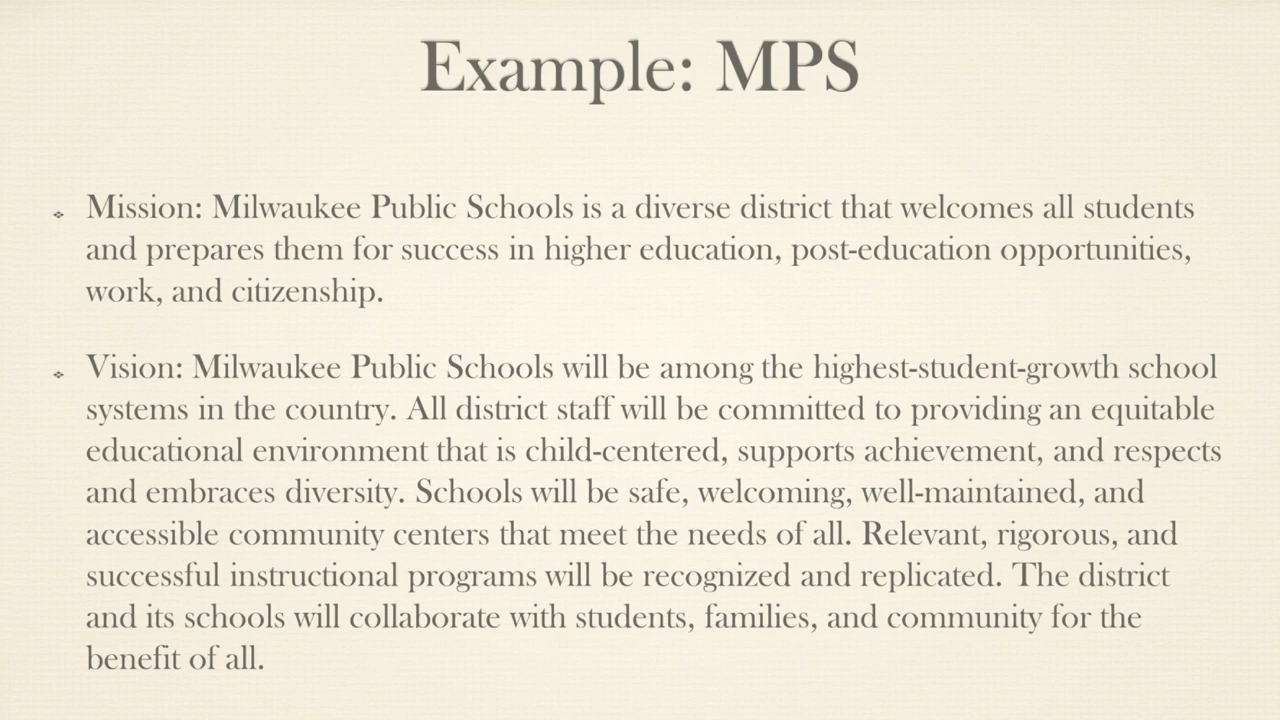 Example: MPS
Mission: Milwaukee Public Schools is a diverse district that welcomes all students
and prepares them for success in higher education, post-education opportunities,
work, and citizenship.
Vision: Milwaukee Public Schools will be among the highest-student-growth school
systems in the country. All district staff will be committed to providing an equitable
educational environment that is child-centered, supports achievement, and respects
and embraces diversity. Schools will be safe, welcoming, well-maintained, and
accessible community centers that meet the needs of all. Relevant, rigorous, and
successful instructional programs will be recognized and replicated. The district
and its schools will collaborate with students, families, and community for the
benefit of all.